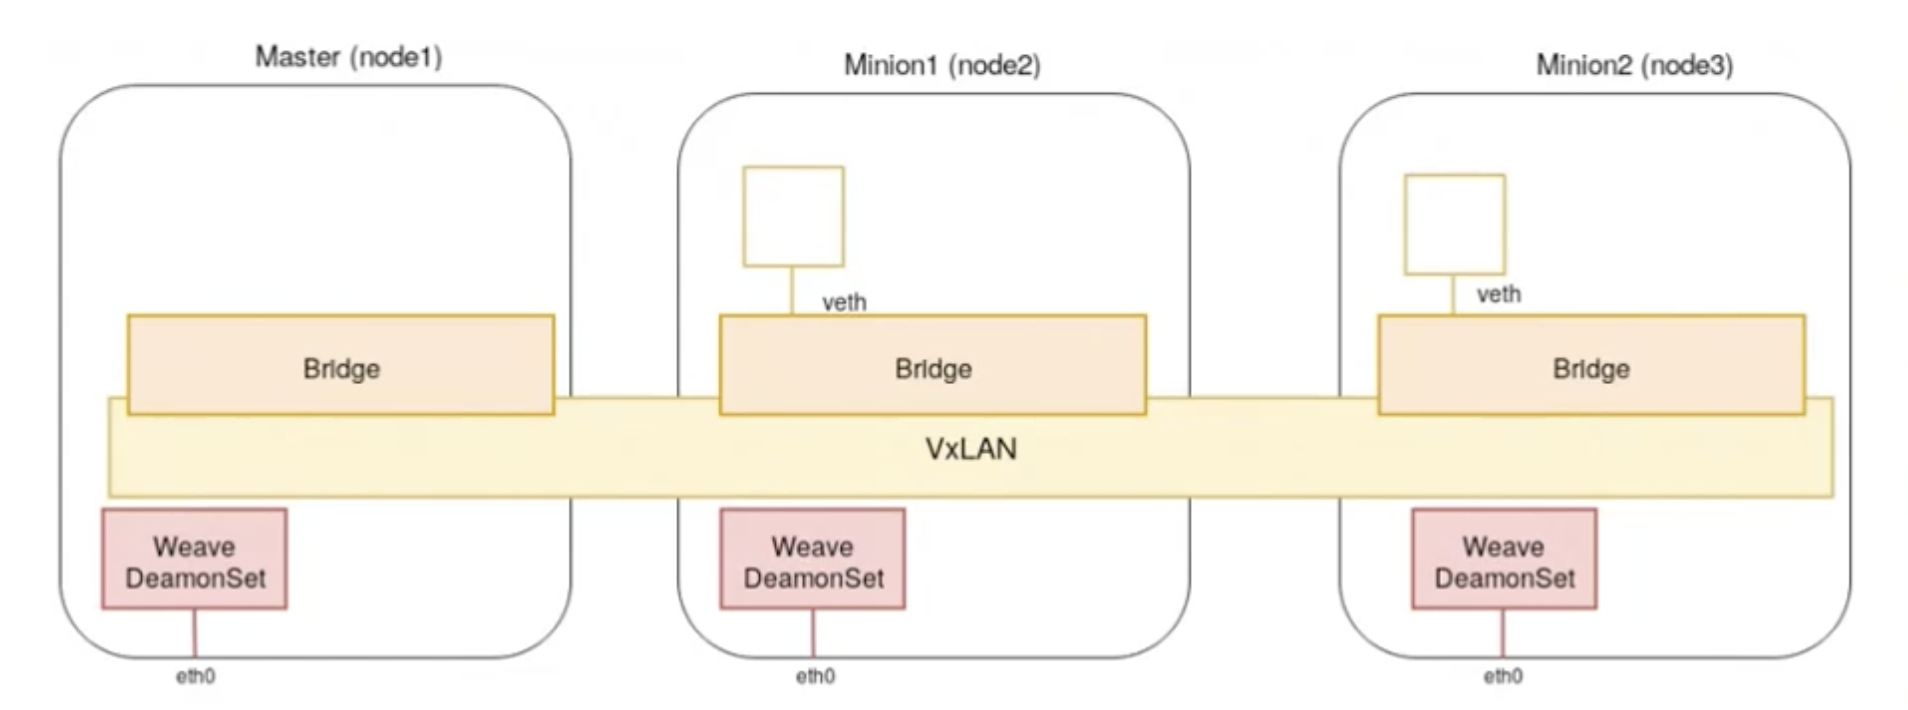 Master (node1)
Minion1 (node2)
Minion2 (node3)
veth
veth
Bridge
Bridge
Bridge
VxLAN
Weave
DeamonSet
Weave
DeamonSet
Weave
DeamonSet
eth0
eth0
eth0